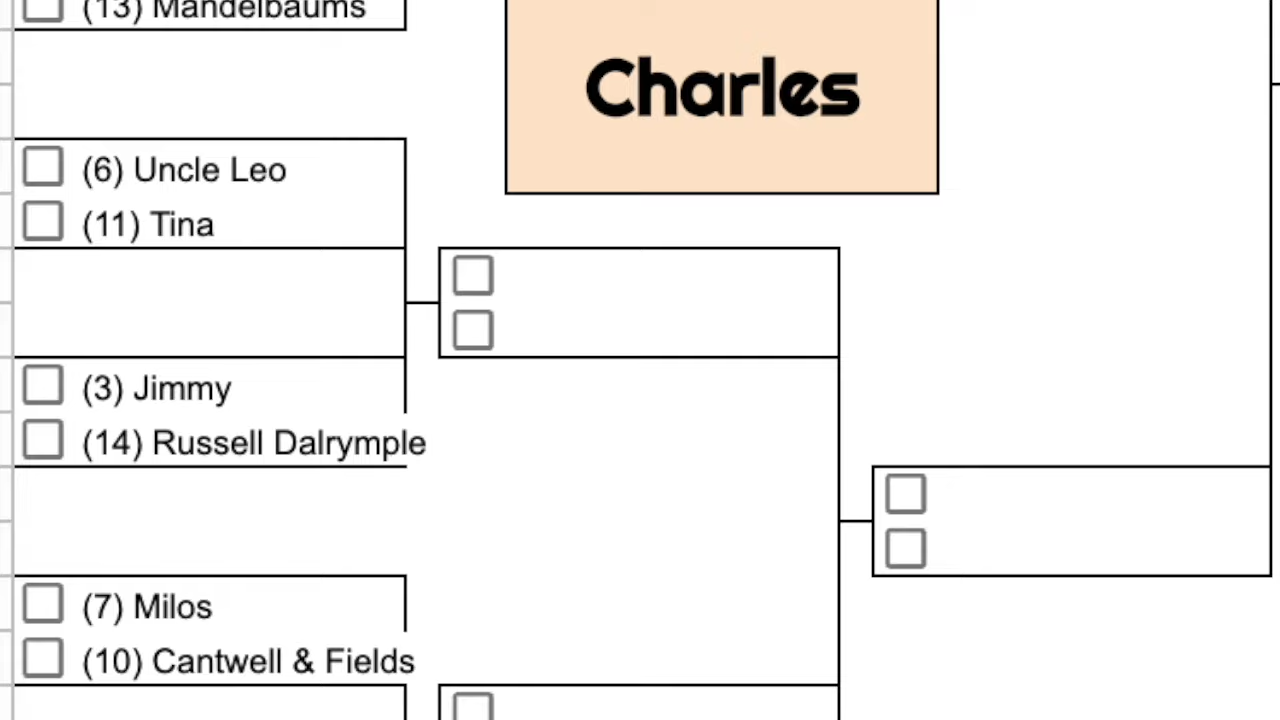 (13) Mandelbaums
Charles
(6) Uncle Leo
(11) Tina
(3) Jimmy
(14) Russell Dalrymple
(7) Milos
(10) Cantwell & Fields